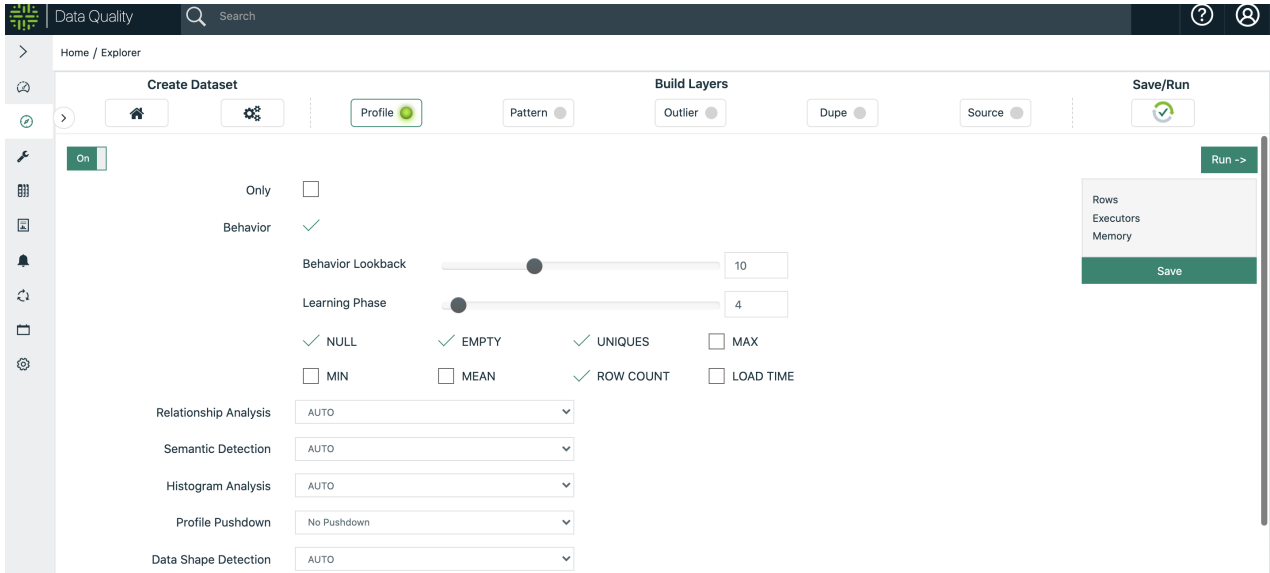 Data Quality
Search
Home / Explorer
Create Dataset
Build Layers
Save/Run
Profile
Pattern
Outlier
Dupe
Source
On
Run ->
Only
Behavior
Rows
Executors
Memory
Save
Behavior Lookback
10
Learning Phase
4
NULL EMPTY UNIQUES MAX
MIN MEAN ROW COUNT LOAD TIME
Relationship Analysis AUTO
Semantic Detection AUTO
Histogram Analysis AUTO
Profile Pushdown No Pushdown
Data Shape Detection AUTO